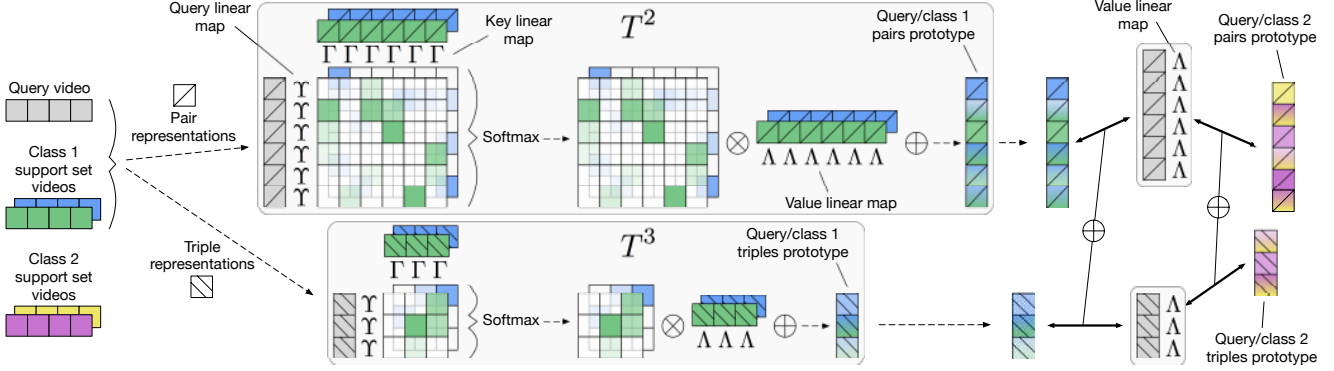 Query linear
map
T²
Key linear
map
Query/class 1
pairs prototype
Value linear
map
Query/class 2
pairs prototype
Γ Γ Γ Γ Γ Γ
Query video
Pair
representations
ϒ
ϒ
ϒ
ϒ
ϒ
ϒ
Softmax
Λ Λ Λ Λ Λ Λ
Value linear map
Λ
Λ
Λ
Λ
Λ
Λ
Class 1
support set
videos
Triple
representations
Class 2
support set
videos
T³
Query/class 1
triples prototype
Γ Γ Γ
ϒ
ϒ
ϒ
Softmax
Λ Λ Λ
Λ
Λ
Λ
Query/class 2
triples prototype